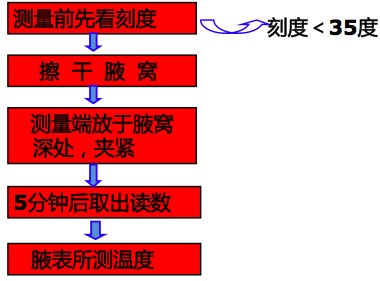 测量前先看刻度
刻度＜35度
擦 干 腋 窝
测量端放于腋窝
深处，夹紧
5分钟后取出读数
腋表所测温度